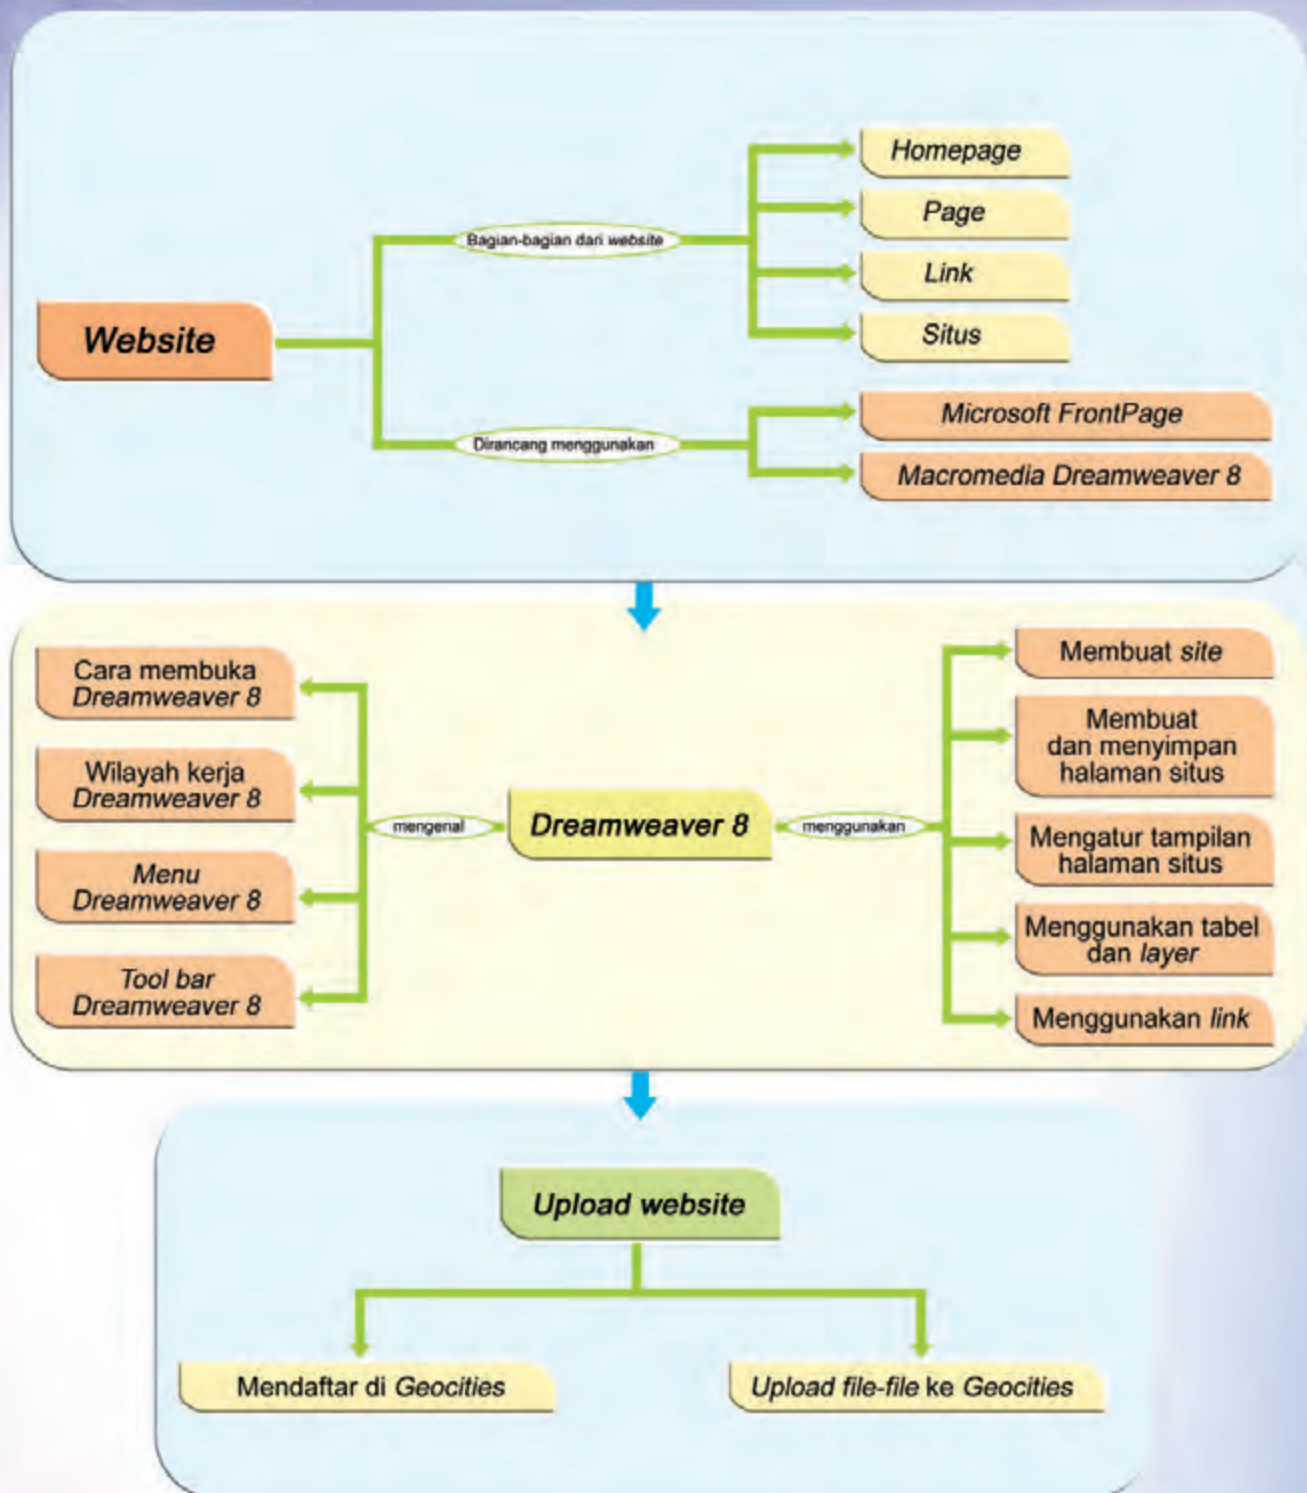 Homepage
Page
Bagian-bagian dari website
Link
Situs
Website
Microsoft FrontPage
Dirancang menggunakan
Macromedia Dreamweaver 8
Cara membuka
Dreamweaver 8
Wilayah kerja
Dreamweaver 8
Menu
Dreamweaver 8
Tool bar
Dreamweaver 8
mengenal
Dreamweaver 8
menggunakan
Membuat site
Membuat
dan menyimpan
halaman situs
Mengatur tampilan
halaman situs
Menggunakan tabel
dan layer
Menggunakan link
Upload website
Mendaftar di Geocities
Upload file-file ke Geocities